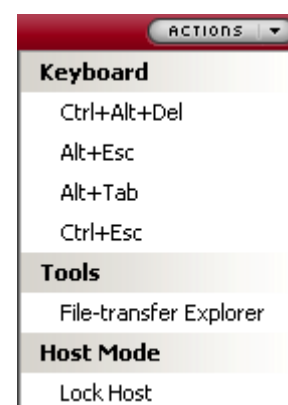 ACTIONS
Keyboard
Ctrl+Alt+Del
Alt+Esc
Alt+Tab
Ctrl+Esc
Tools
File-transfer Explorer
Host Mode
Lock Host